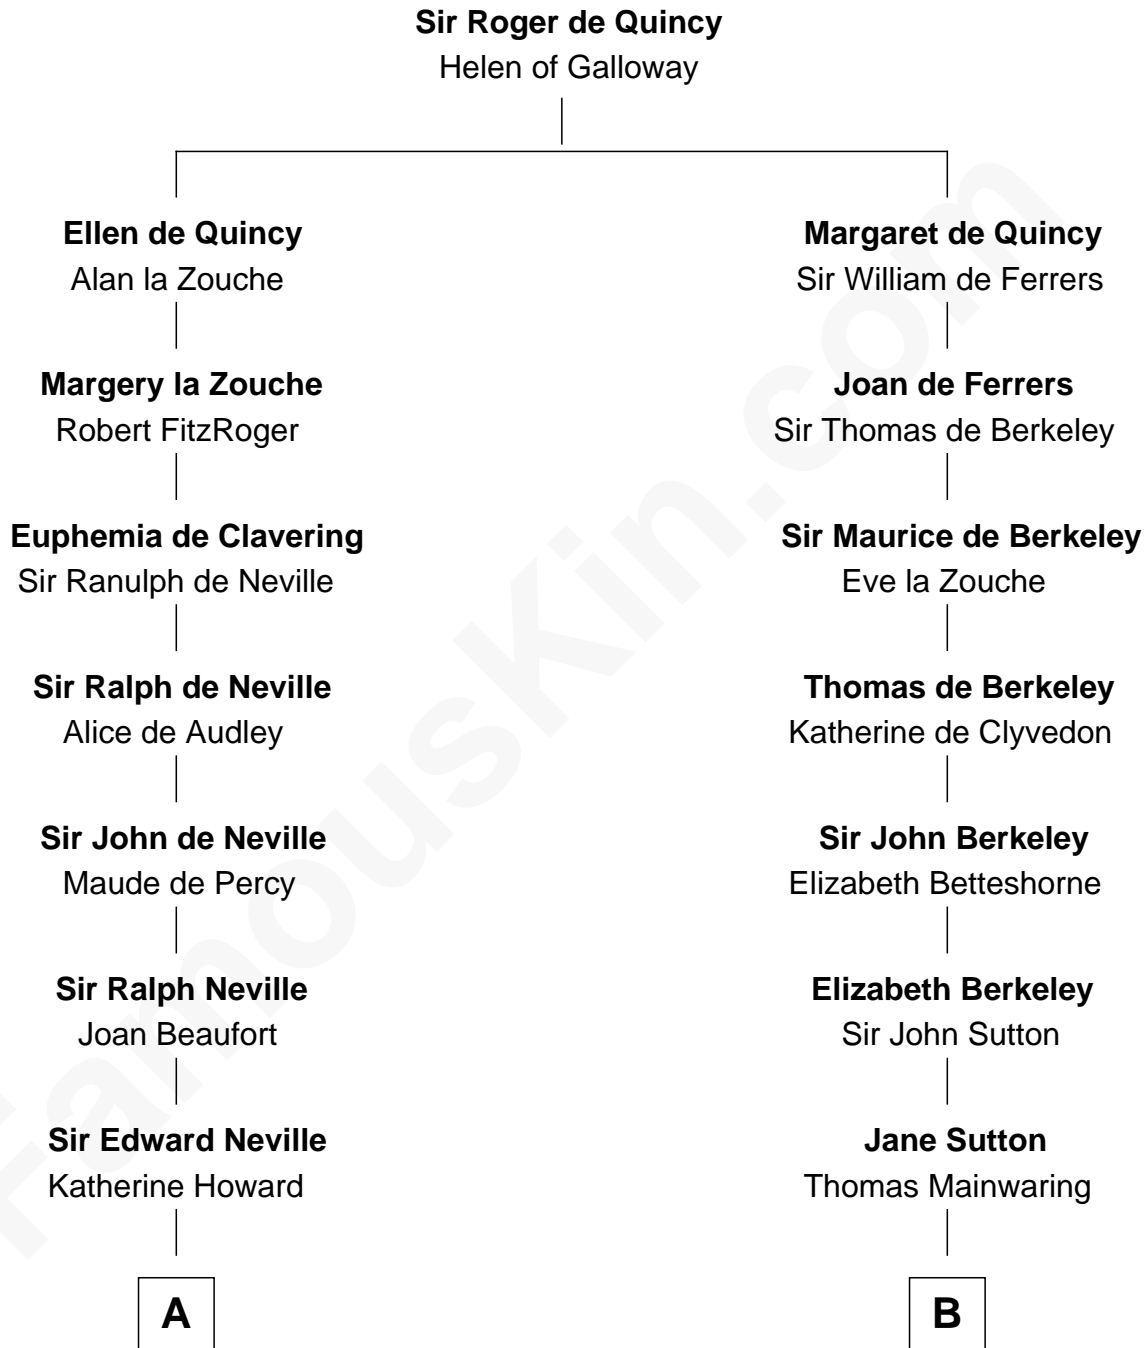 Sir Roger de Quincy
Helen of Galloway
Ellen de Quincy
Alan la Zouche
Margaret de Quincy
Sir William de Ferrers
Margery la Zouche
Robert FitzRoger
Joan de Ferrers
Sir Thomas de Berkeley
Euphemia de Clavering
Sir Ranulph de Neville
Sir Maurice de Berkeley
Eve la Zouche
Sir Ralph de Neville
Alice de Audley
Thomas de Berkeley
Katherine de Clyvedon
Sir John de Neville
Maude de Percy
Sir John Berkeley
Elizabeth Betteshorne
Sir Ralph Neville
Joan Beaufort
Elizabeth Berkeley
Sir John Sutton
Sir Edward Neville
Katherine Howard
Jane Sutton
Thomas Mainwaring
A
B
FamousKin.com